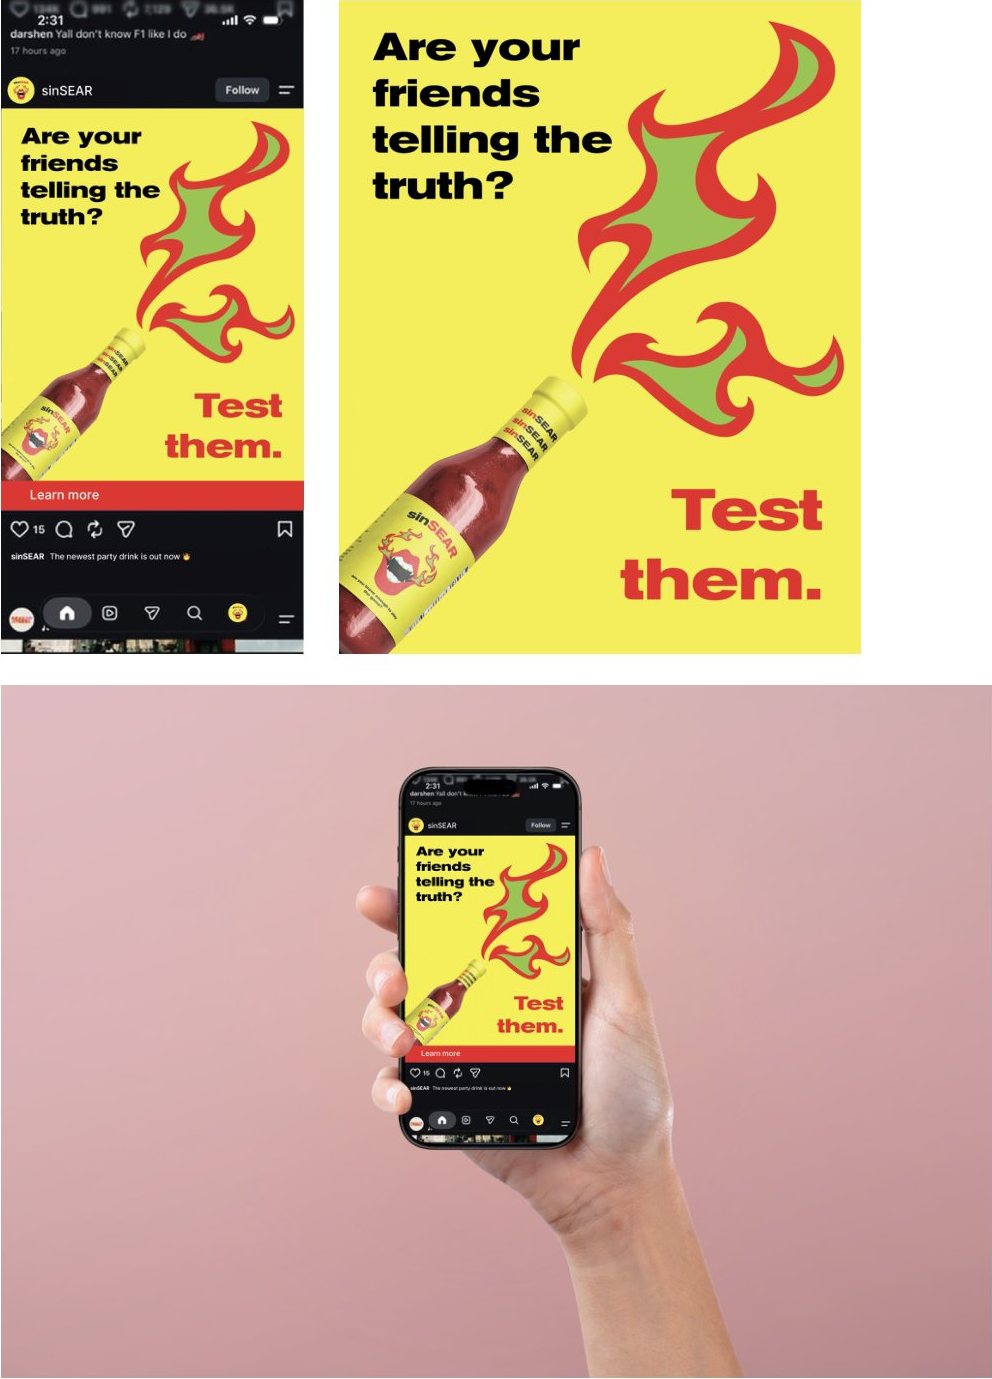 2:31
darshen Yall don't know F1 like I do
17 hours ago
sinSEAR
Follow
Are your
friends
telling the
truth?
sinSEAR
sinSEAR
sinSEAR
sinSEAR
Test
them.
Learn more
15
sinSEAR The newest party drink is out now
Are your
friends
telling the
truth?
sinSEAR
sinSEAR
sinSEAR
sinSEAR
Test
them.
2:31
17 hours ago
sinSEAR
Follow
Are your
friends
telling the
truth?
Test
them.
Learn more
15
sinSEAR The newest party drink is out now